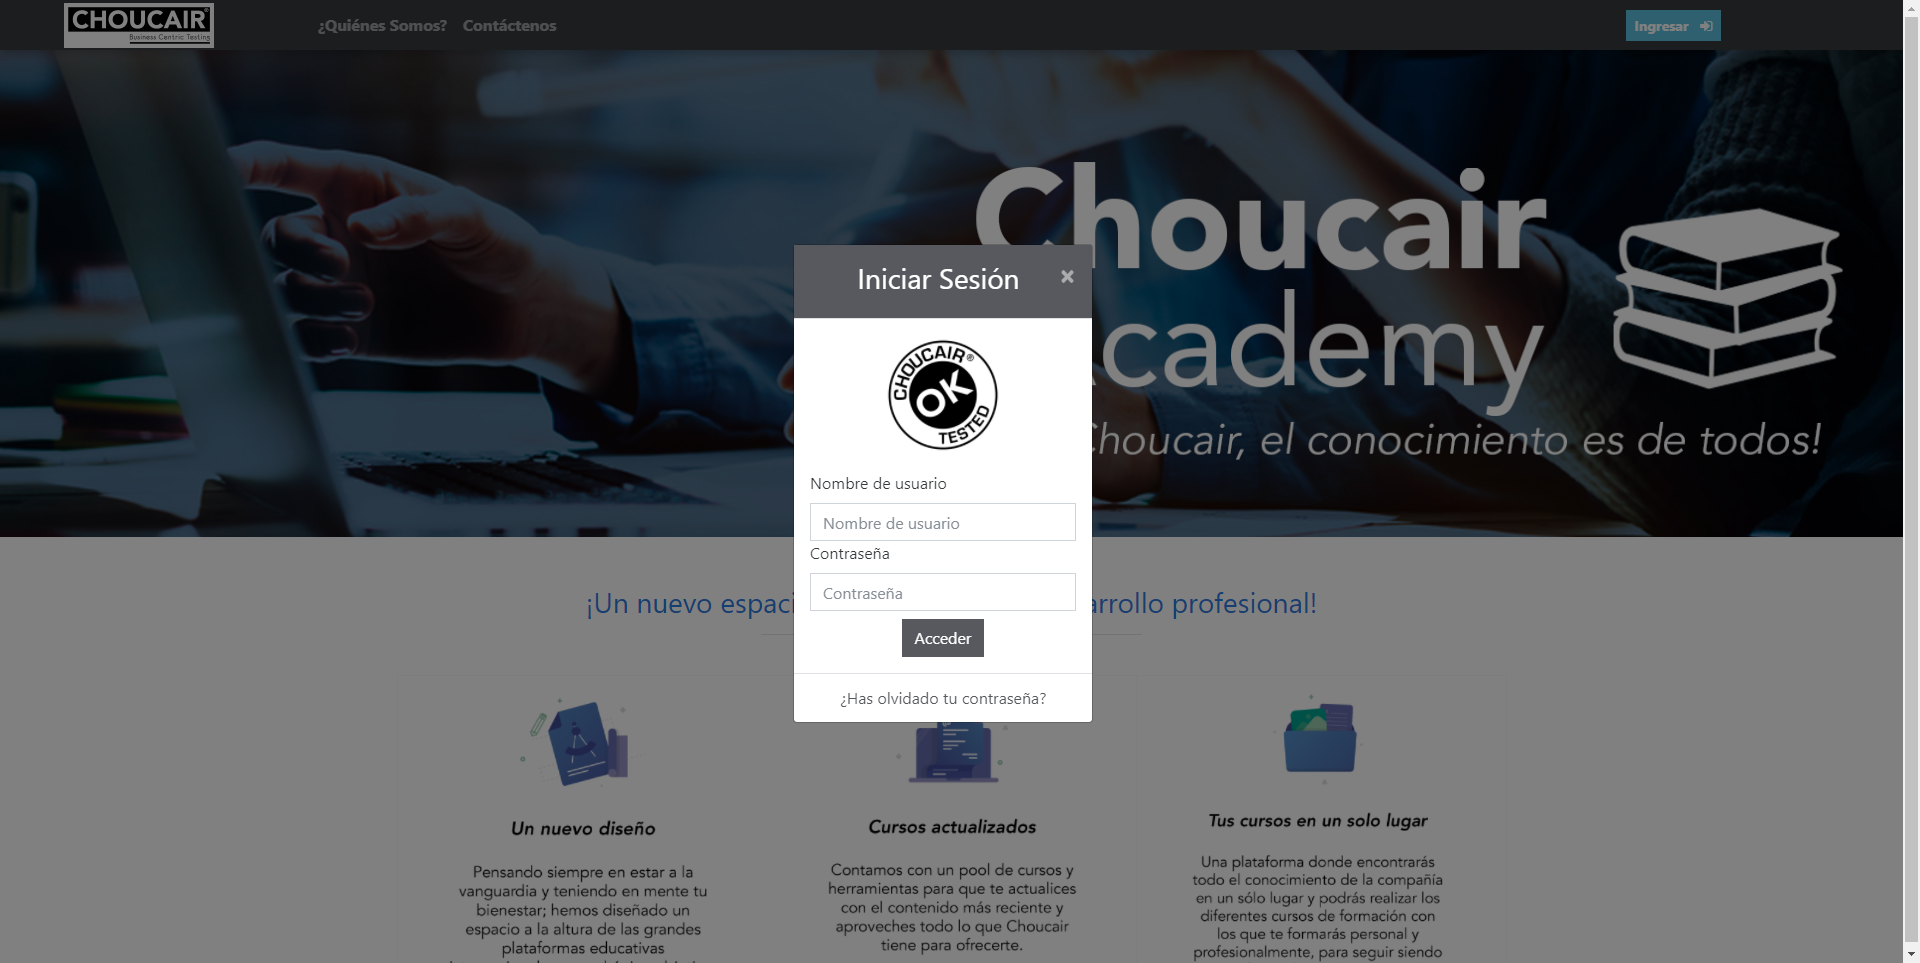 CHOUCAIR®
Business Centric Testing
¿Quiénes Somos?
Contáctenos
Ingresar
Choucair
cademy
Choucair, el conocimiento es de todos!
Iniciar Sesión
×
CHOUCAIR®
OK
TESTED
Nombre de usuario
Nombre de usuario
Contraseña
Contraseña
Acceder
¿Has olvidado tu contraseña?
¡Un nuevo espaci
rrollo profesional!
Un nuevo diseño
Pensando siempre en estar a la
vanguardia y teniendo en mente tu
bienestar; hemos diseñado un
espacio a la altura de las grandes
plataformas educativas
Cursos actualizados
Contamos con un pool de cursos y
herramientas para que te actualices
con el contenido más reciente y
aproveches todo lo que Choucair
tiene para ofrecerte.
Tus cursos en un solo lugar
Una plataforma donde encontrarás
todo el conocimiento de la compañía
en un sólo lugar y podrás realizar los
diferentes cursos de formación con
los que te formarás personal y
profesionalmente, para seguir siendo